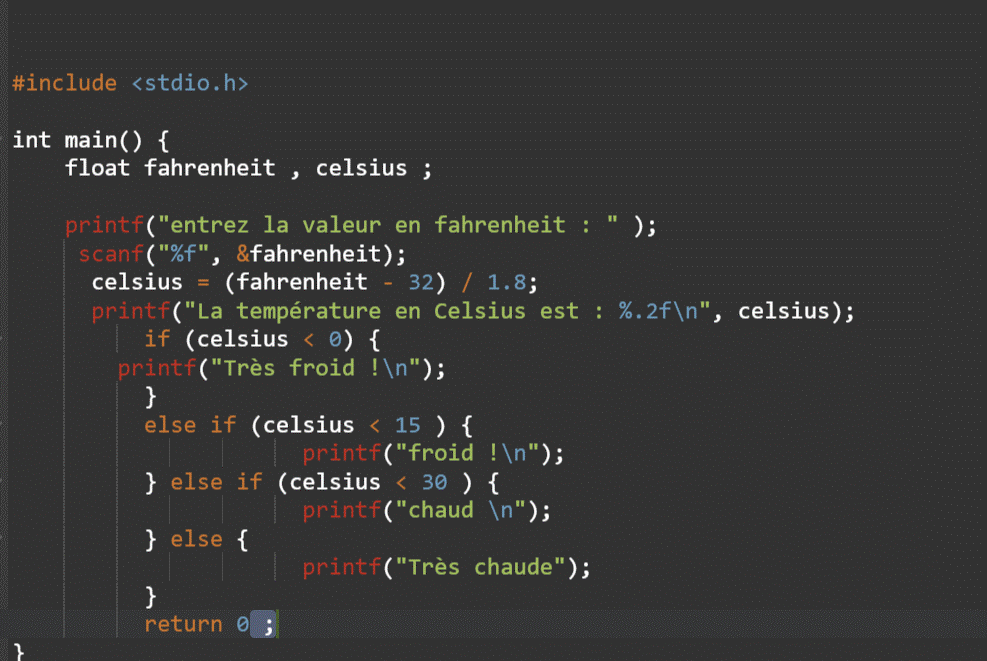 #include <stdio.h>
int main() {
float fahrenheit , celsius ;
printf("entrez la valeur en fahrenheit : " );
scanf("%f", &fahrenheit);
celsius = (fahrenheit - 32) / 1.8;
printf("La température en Celsius est : %.2f\n", celsius);
if (celsius < 0) {
printf("Très froid !\n");
}
else if (celsius < 15 ) {
printf("froid !\n");
} else if (celsius < 30 ) {
printf("chaud \n");
} else {
printf("Très chaude");
}
return 0 ;
}